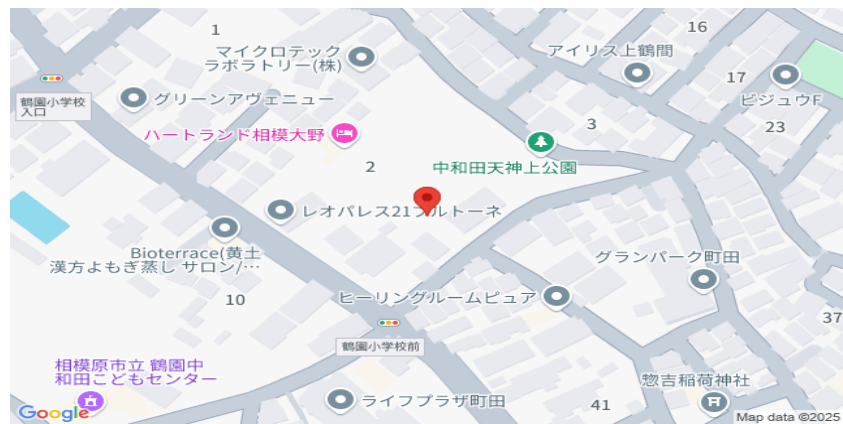 1
16
マイクロテック
ラボラトリー(株)
アイリス上鶴間
17
鶴園小学校
入口
グリーンアヴェニュー
ビジュウF
ハートランド相模大野
3
23
2
中和田天神上公園
レオパレス21フルトーネ
Bioterrace(黄土
漢方よもぎ蒸し サロン/…
グランパーク町田
10
ヒーリングルームピュア
37
鶴園小学校前
相模原市立 鶴園中
和田こどもセンター
惣吉稲荷神社
ライフプラザ町田
41
Google
Map data ©2025